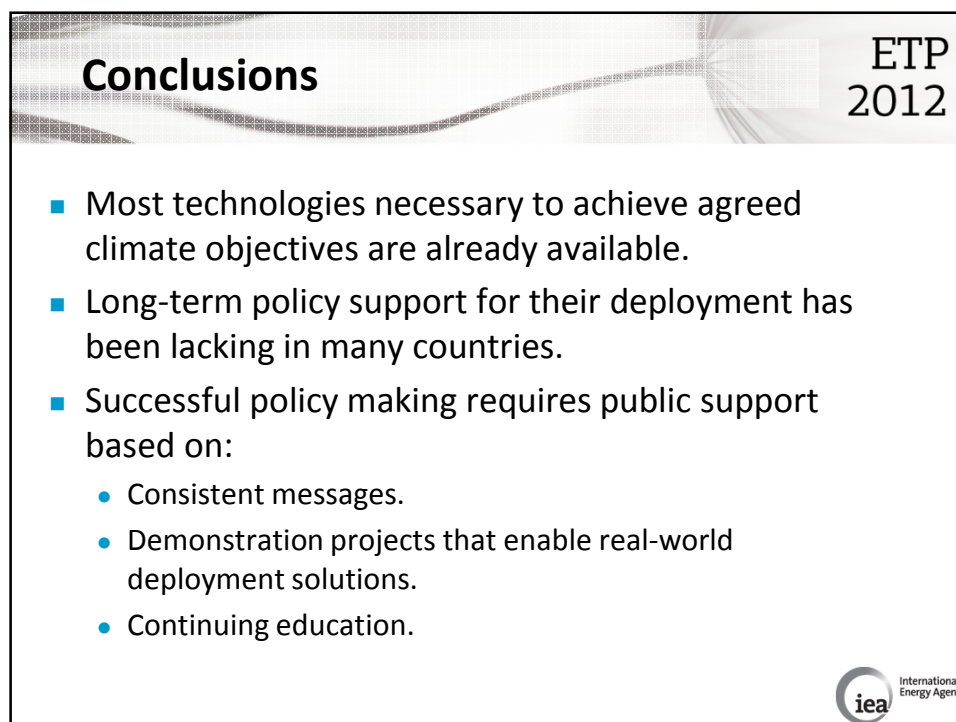 Conclusions
ETP
2012
Most technologies necessary to achieve agreed
climate objectives are already available.
Long-term policy support for their deployment has
been lacking in many countries.
Successful policy making requires public support
based on:
Consistent messages.
Demonstration projects that enable real-world
deployment solutions.
Continuing education.
iea
Internationa
Energy Agen